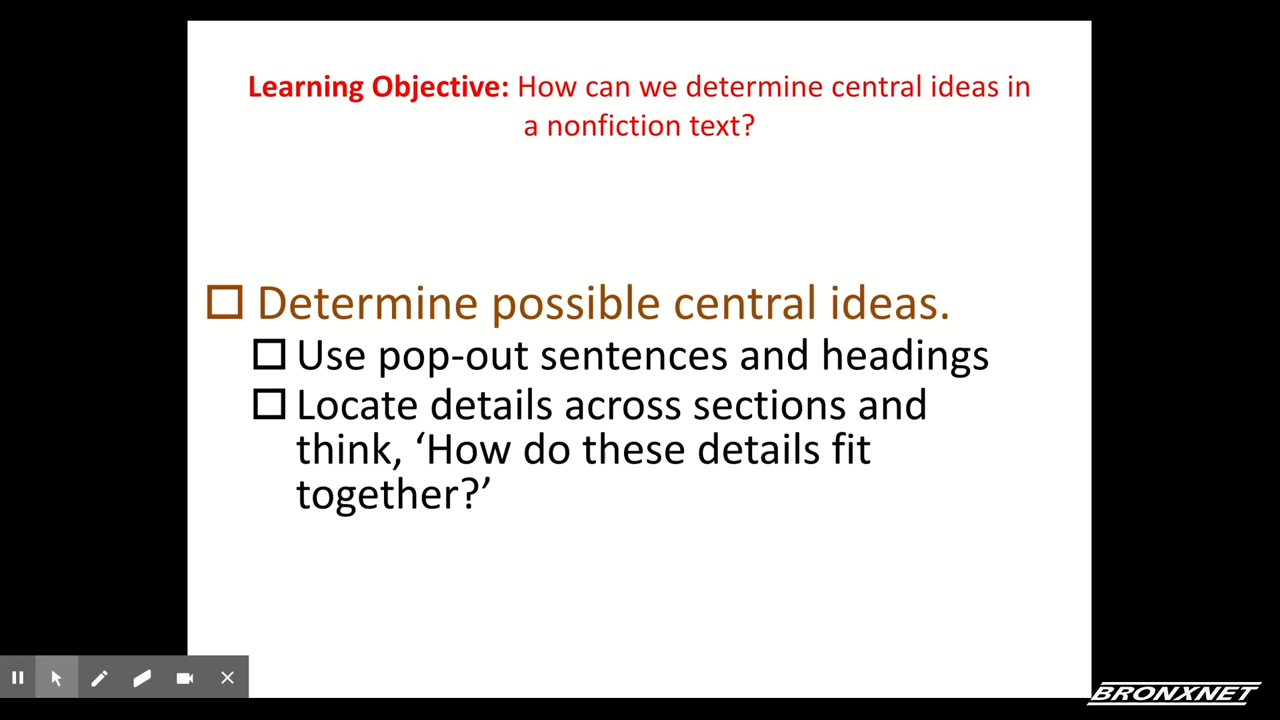 Learning Objective: How can we determine central ideas in
a nonfiction text?
Determine possible central ideas.
Use pop-out sentences and headings
Locate details across sections and
think, ‘How do these details fit
together?’
BRONXNET